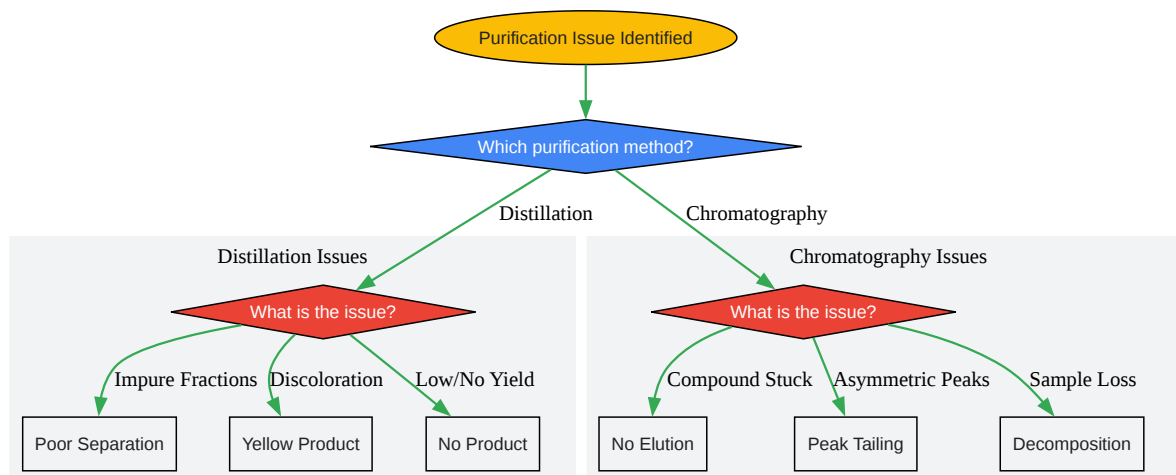 Purification Issue Identified
Which purification method?
Distillation
Chromatography
Distillation Issues
Chromatography Issues
What is the issue?
What is the issue?
Impure Fractions
Discoloration
Low/No Yield
Compound Stuck
Asymmetric Peaks
Sample Loss
Poor Separation
Yellow Product
No Product
No Elution
Peak Tailing
Decomposition